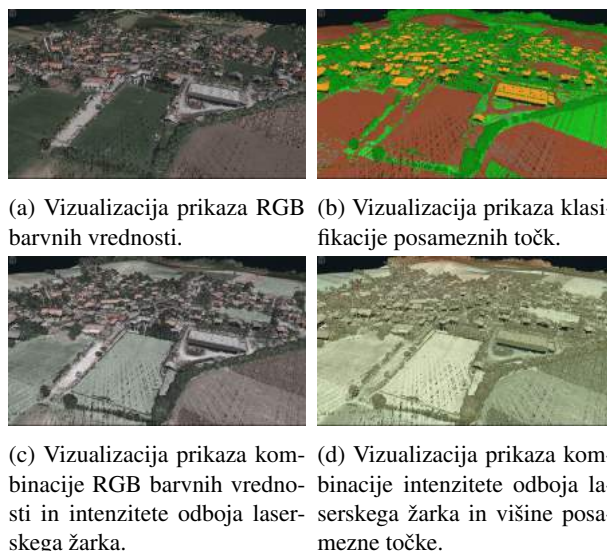 (a) Vizualizacija prikaza RGB
barvnih vrednosti.
(b) Vizualizacija prikaza klasi-
fikacije posameznih točk.
(c) Vizualizacija prikaza kom-
binacije RGB barvnih vredno-
sti in intenzitete odboja laser-
skega žarka.
(d) Vizualizacija prikaza kom-
binacije intenzitete odboja la-
serskega žarka in višine posa-
mezne točke.